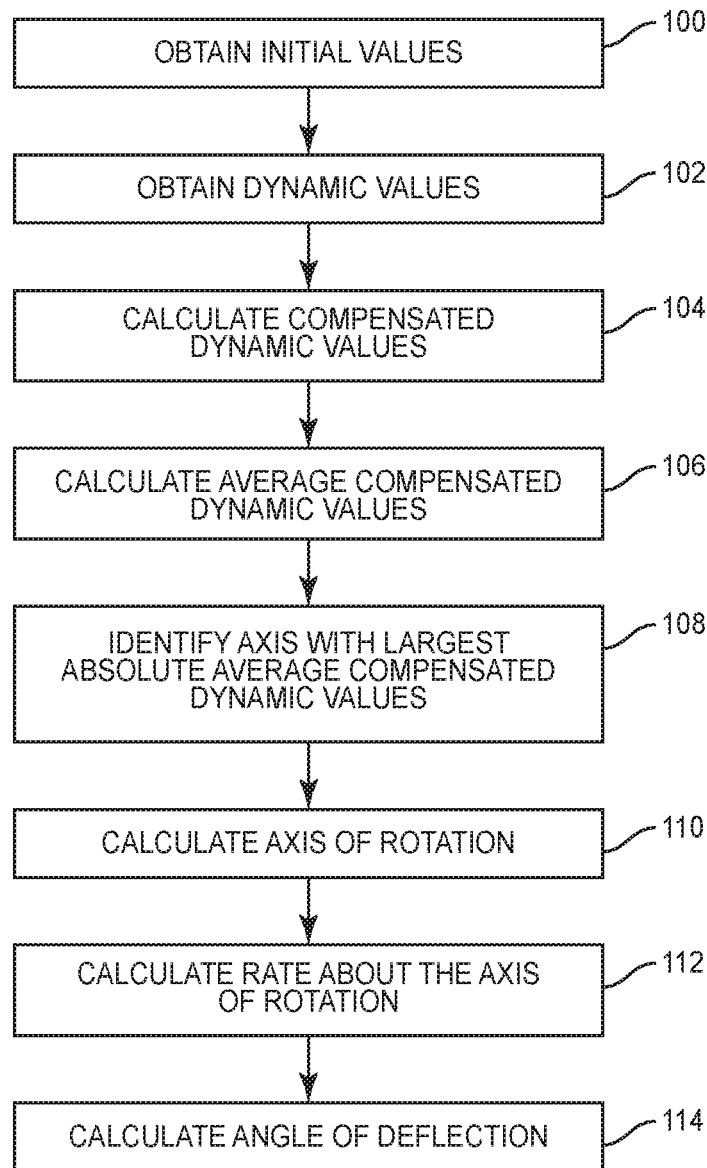 OBTAIN INITIAL VALUES
100
OBTAIN DYNAMIC VALUES
102
CALCULATE COMPENSATED
DYNAMIC VALUES
104
CALCULATE AVERAGE COMPENSATED
DYNAMIC VALUES
106
IDENTIFY AXIS WITH LARGEST
ABSOLUTE AVERAGE COMPENSATED
DYNAMIC VALUES
108
CALCULATE AXIS OF ROTATION
110
CALCULATE RATE ABOUT THE AXIS
OF ROTATION
112
CALCULATE ANGLE OF DEFLECTION
114